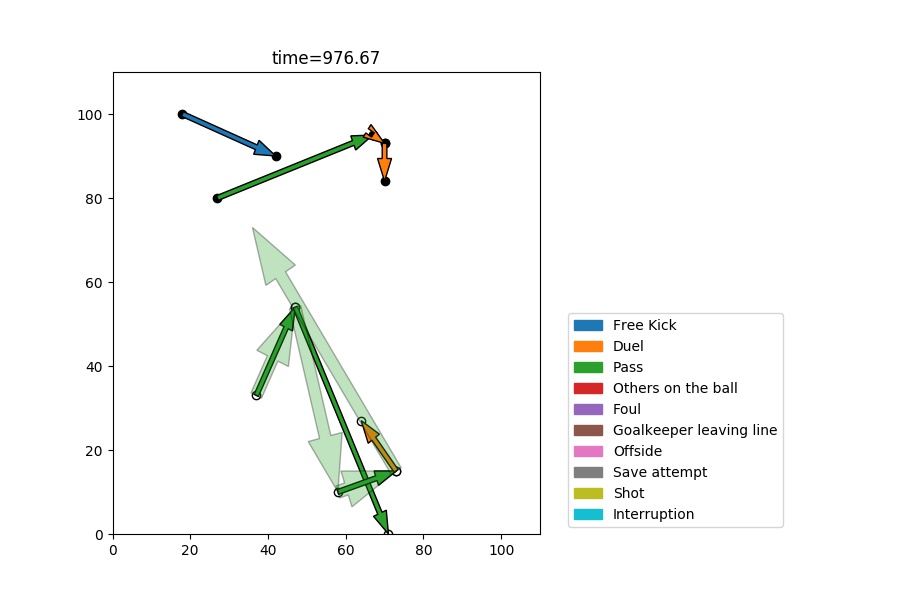 time=976.67
100
80
60
40
20
0
0 20 40 60 80 100
Free Kick
Duel
Pass
Others on the ball
Foul
Goalkeeper leaving line
Offside
Save attempt
Shot
Interruption